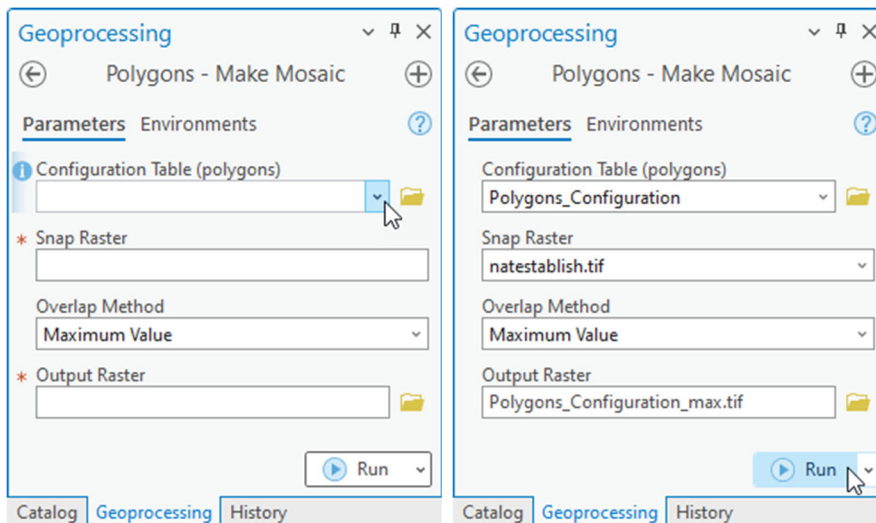 Geoprocessing
Polygons - Make Mosaic
Parameters Environments
Configuration Table (polygons)
* Snap Raster
Overlap Method
Maximum Value
* Output Raster
Run
Catalog Geoprocessing History
Geoprocessing
Polygons - Make Mosaic
Parameters Environments
Configuration Table (polygons)
Polygons_Configuration
Snap Raster
natestablish.tif
Overlap Method
Maximum Value
Output Raster
Polygons_Configuration_max.tif
Run
Catalog Geoprocessing History